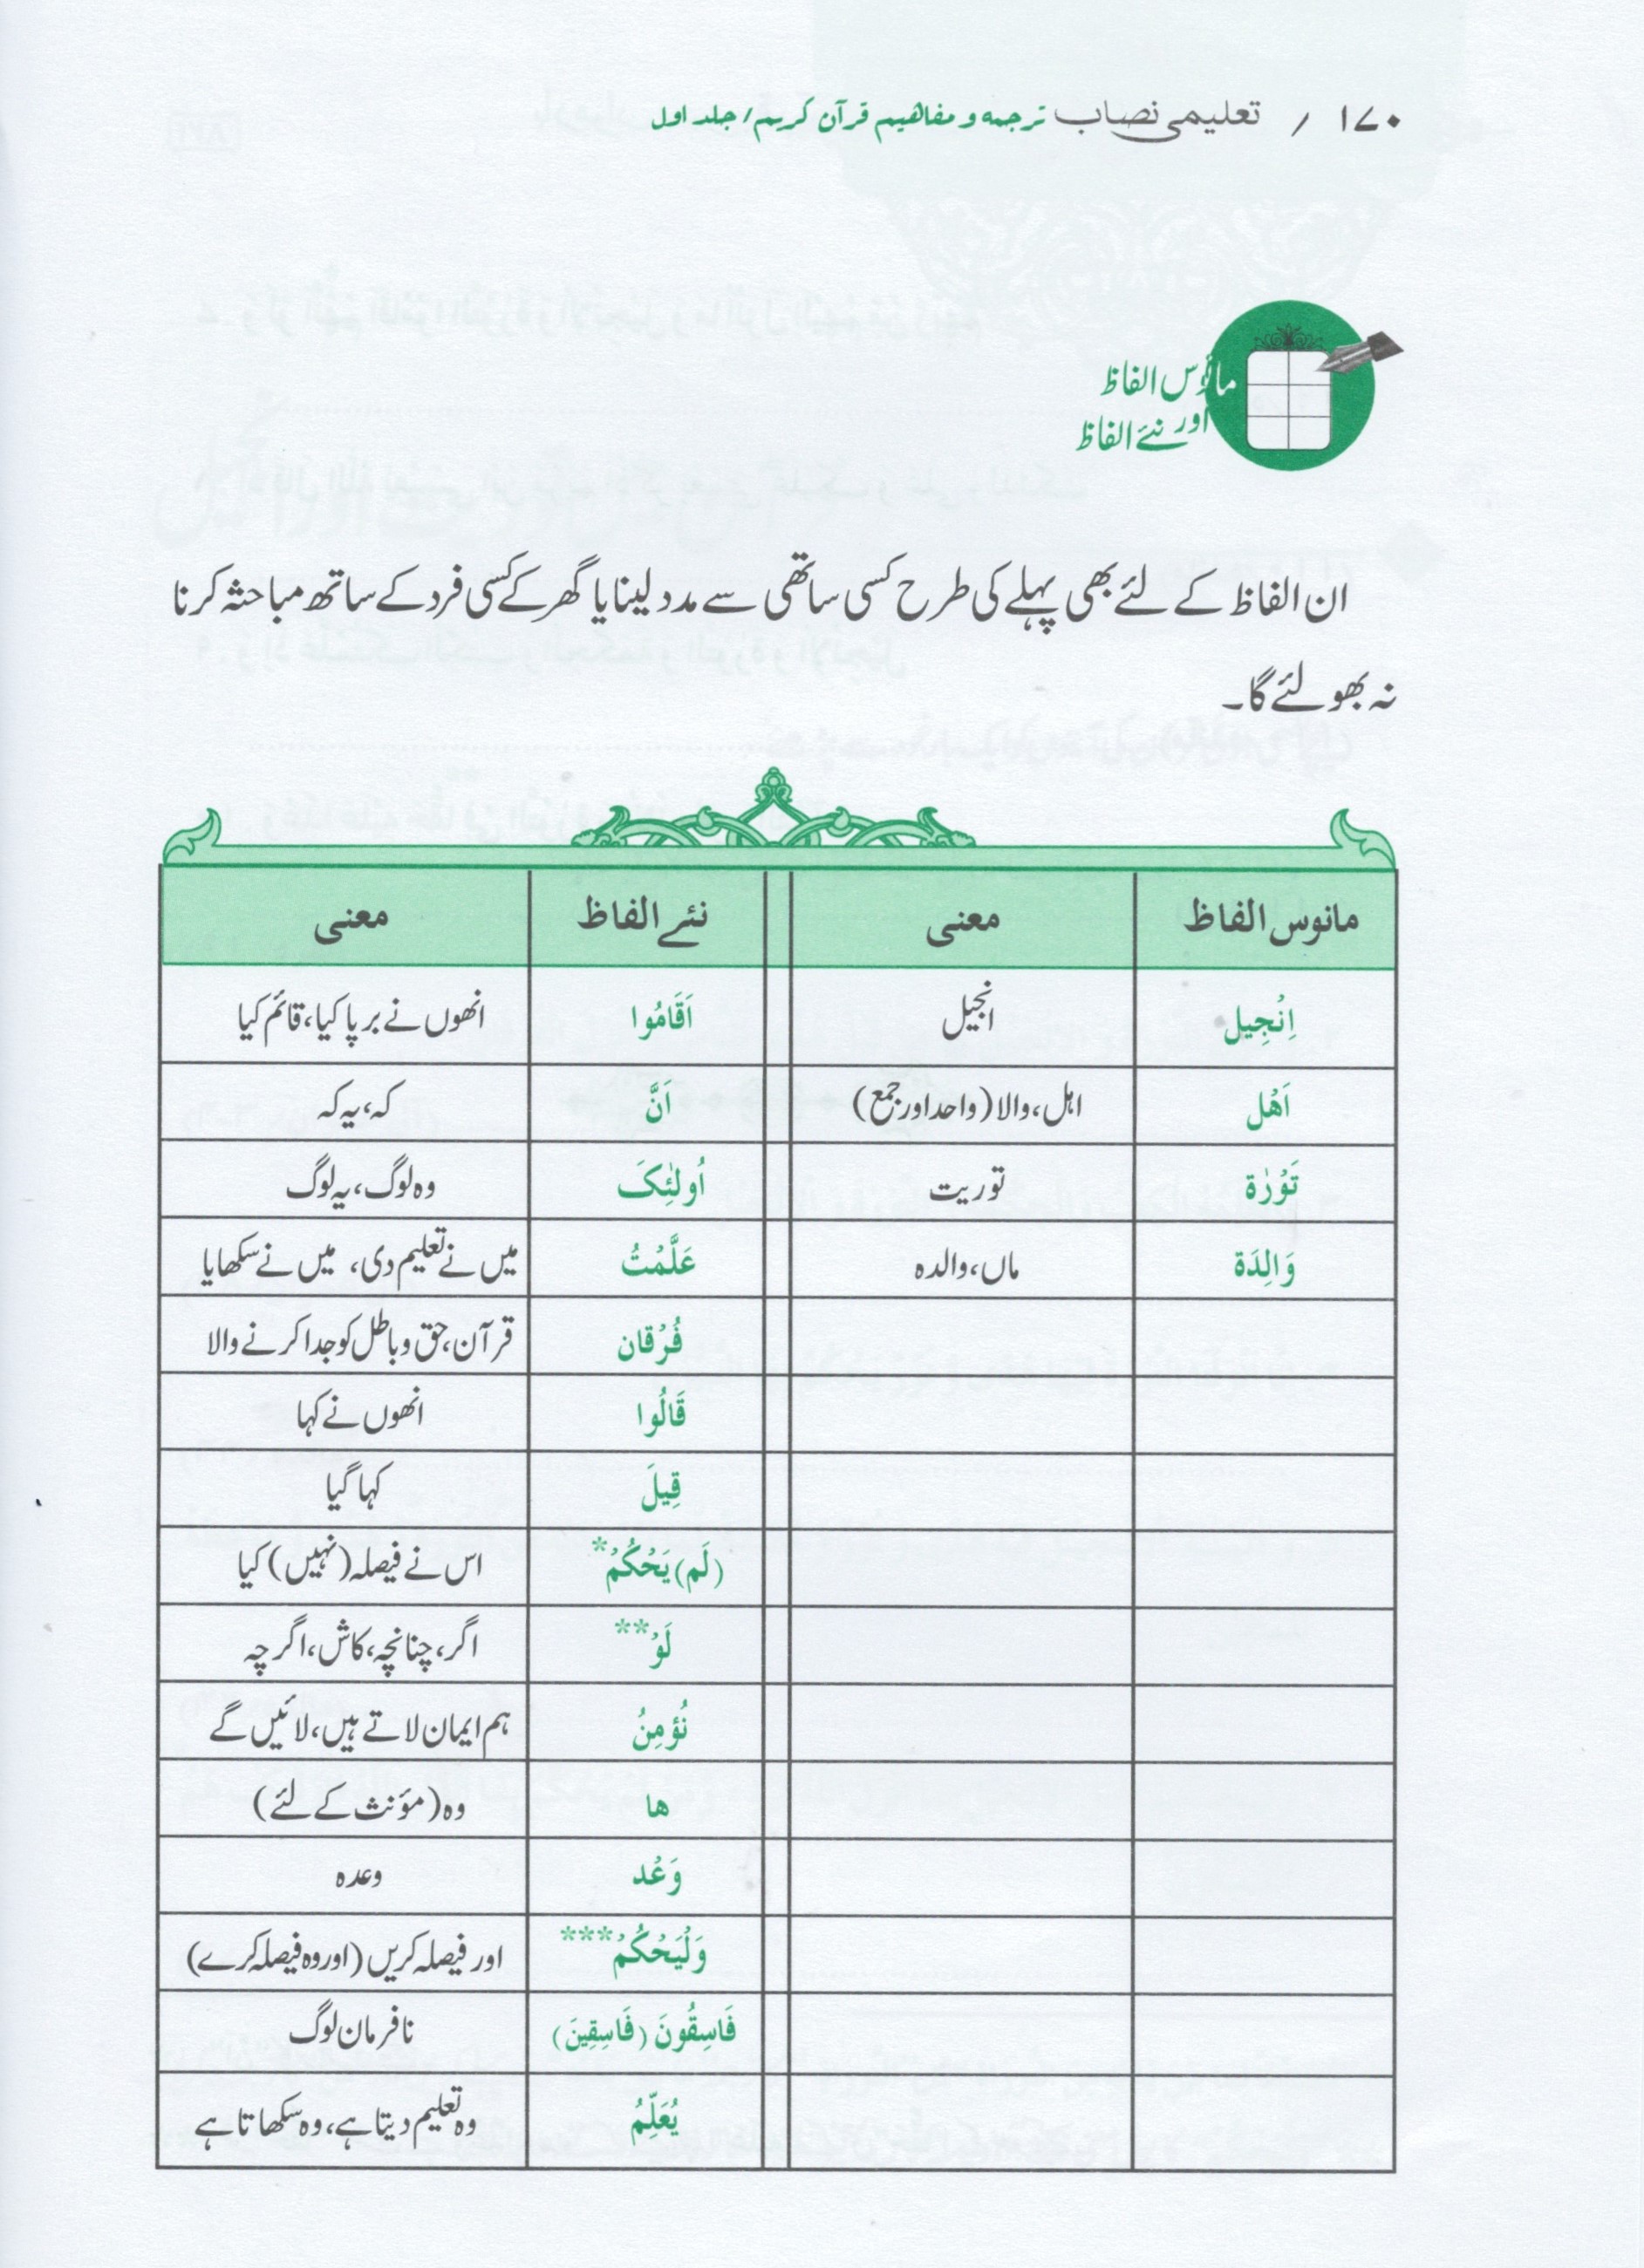 ۱۷۰ / تعلیمی نصاب ترجمہ و مفاهیم قرآن کریم / جلد اول
مانوس الفاظ
اور نئے الفاظ
ان الفاظ کے لئے بھی پہلے کی طرح کسی ساتھی سے مدد لینا یا گھر کے کسی فرد کے ساتھ مباحثہ کرنا
نہ بھولئے گا۔
مانوس الفاظ معنی نئے الفاظ معنی
اِنْجِیل انجیل اَقَامُوا انھوں نے برپا کیا، قائم کیا
اَهْل اہل، والا (واحد اور جمع) اَنَّ کہ، یہ کہ
تَوْرٰة توریت اُولٰئِکَ وہ لوگ، یہ لوگ
وَالِدَة ماں، والدہ عَلَّمْتُ میں نے تعلیم دی، میں نے سکھایا
فُرْقان قرآن، حق و باطل کو جدا کرنے والا
قَالُوا انھوں نے کہا
قِیلَ کہا گیا
(لَم) یَحْکُمْ* اس نے فیصلہ (نہیں) کیا
لَوْ** اگر، چنانچہ، کاش، اگرچہ
نُؤمِنُ ہم ایمان لاتے ہیں، لائیں گے
ها وہ (مؤنث کے لئے)
وَعْد وعدہ
وَلْیَحْکُمْ*** اور فیصلہ کریں (اور وہ فیصلہ کرے)
فَاسِقُونَ (فَاسِقِینَ) نافرمان لوگ
یُعَلِّمُ وہ تعلیم دیتا ہے، وہ سکھاتا ہے